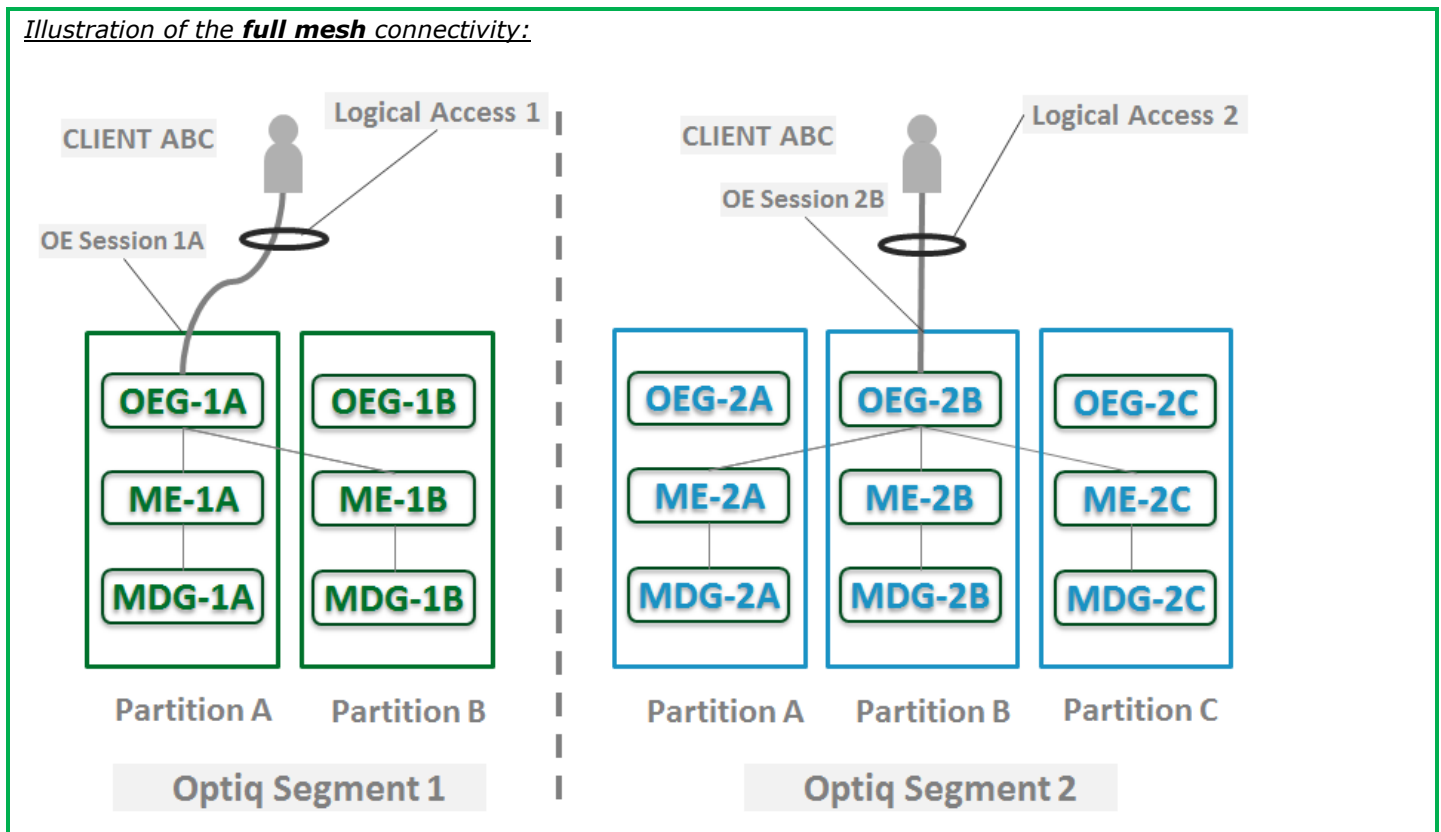 Illustration of the full mesh connectivity:
Logical Access 1
CLIENT ABC
OE Session 1A
OEG-1A
OEG-1B
ME-1A
ME-1B
MDG-1A
MDG-1B
Partition A
Partition B
Optiq Segment 1
Logical Access 2
CLIENT ABC
OE Session 2B
OEG-2A
OEG-2B
OEG-2C
ME-2A
ME-2B
ME-2C
MDG-2A
MDG-2B
MDG-2C
Partition A
Partition B
Partition C
Optiq Segment 2